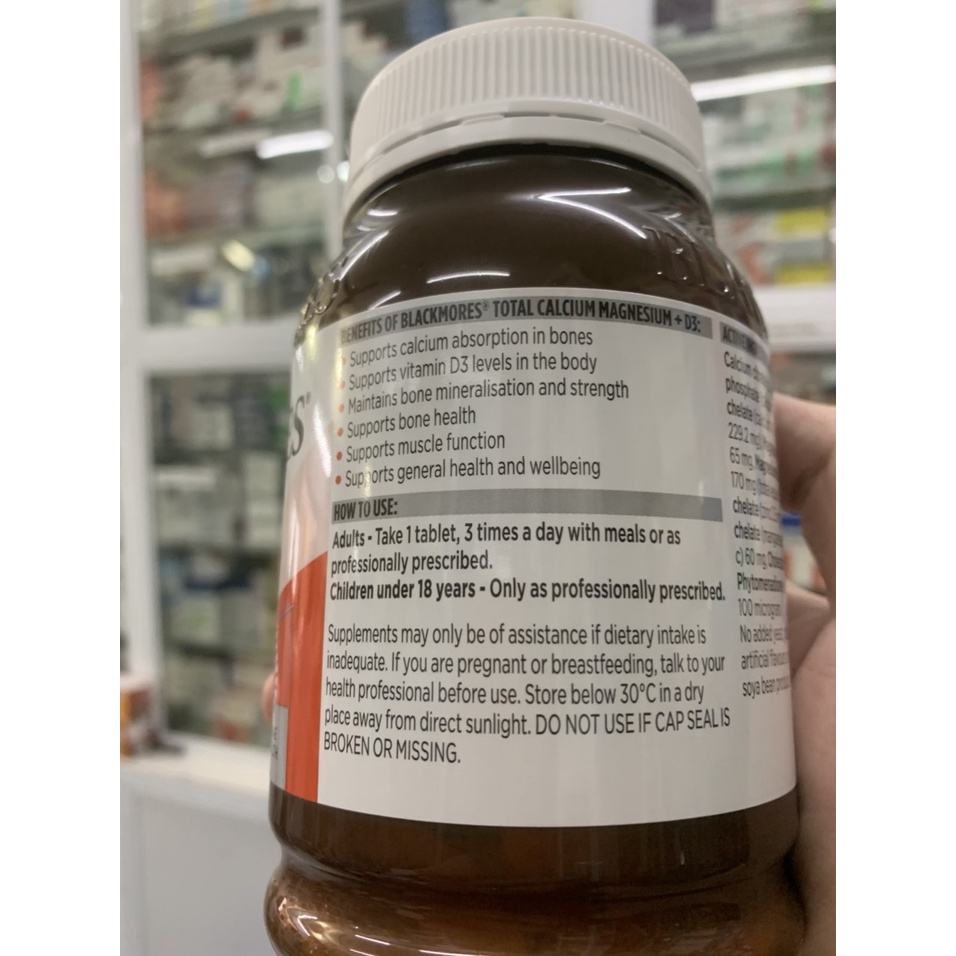 BENEFITS OF BLACKMORES® TOTAL CALCIUM MAGNESIUM + D3:
• Supports calcium absorption in bones
• Supports vitamin D3 levels in the body
• Maintains bone mineralisation and strength
• Supports bone health
• Supports muscle function
• Supports general health and wellbeing
HOW TO USE:
Adults - Take 1 tablet, 3 times a day with meals or as
professionally prescribed.
Children under 18 years - Only as professionally prescribed.
Supplements may only be of assistance if dietary intake is
inadequate. If you are pregnant or breastfeeding, talk to your
health professional before use. Store below 30°C in a dry
place away from direct sunlight. DO NOT USE IF CAP SEAL IS
BROKEN OR MISSING.
Calcium
phosphate
chelate
229.2 mg)
65 mg,
170 mg
chelate
chelate
c) 60 mg,
100 microgram
No added
artificial
soya bean